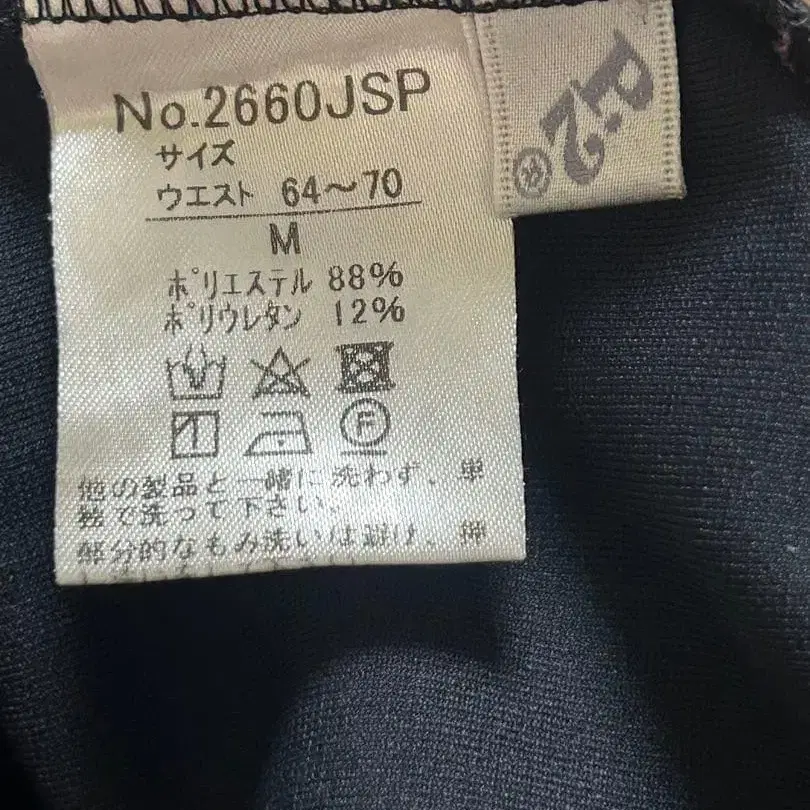 No.2660JSP
サイズ
ウエスト 64〜70
M
ポリエステル 88%
ポリウレタン 12%
F
他の製品と一緒に洗わず、単
独で洗って下さい。
部分的なもみ洗いは避け、押
P.2®